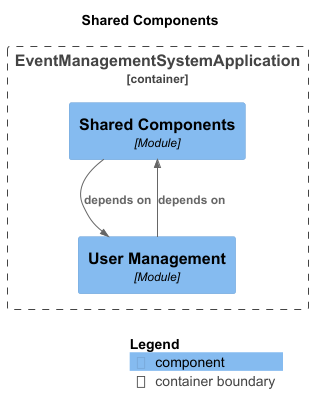 Shared Components
EventManagementSystemApplication
[container]
Shared Components
[Module]
depends on
depends on
User Management
[Module]
Legend
component
container boundary